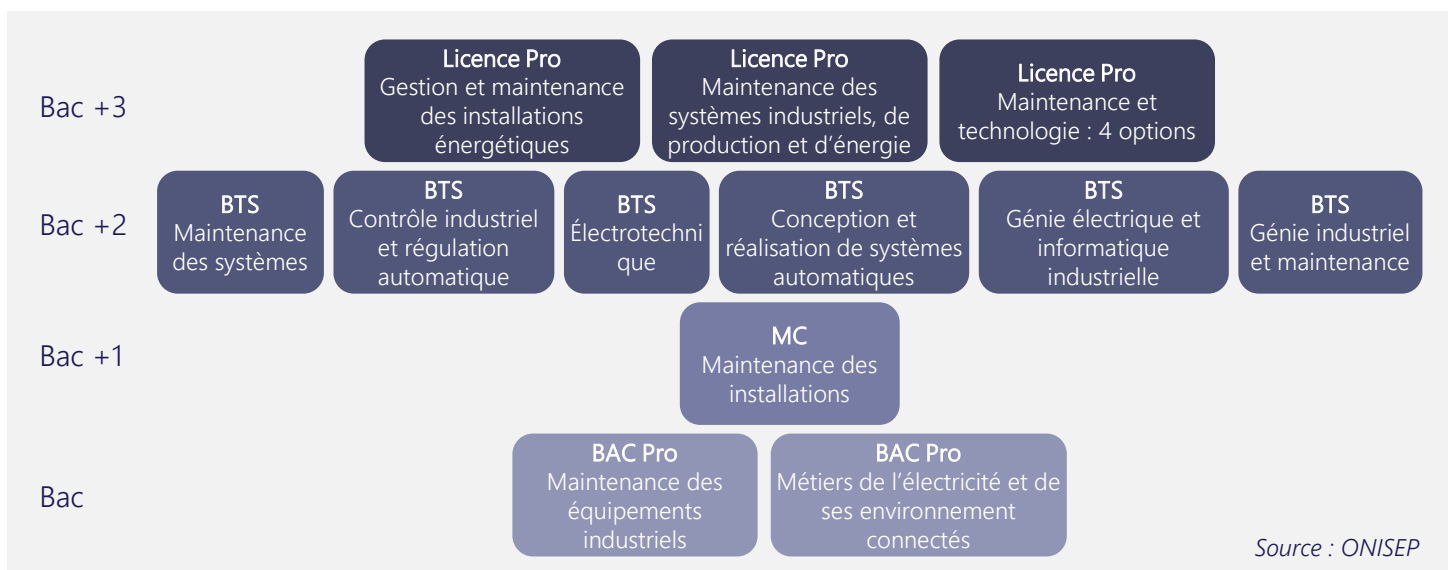 Bac +3
Licence Pro
Gestion et maintenance
des installations
énergétiques
Licence Pro
Maintenance des
systèmes industriels, de
production et d'énergie
Licence Pro
Maintenance et
technologie : 4 options
Bac +2
BTS
Maintenance
des systèmes
BTS
Contrôle industriel
et régulation
automatique
BTS
Électrotechni
que
BTS
Conception et
réalisation de systèmes
automatiques
BTS
Génie électrique et
informatique
industrielle
BTS
Génie industriel
et maintenance
Bac +1
MC
Maintenance des
installations
Bac
BAC Pro
Maintenance des
équipements
industriels
BAC Pro
Métiers de l'électricité et de
ses environnement
connectés
Source : ONISEP